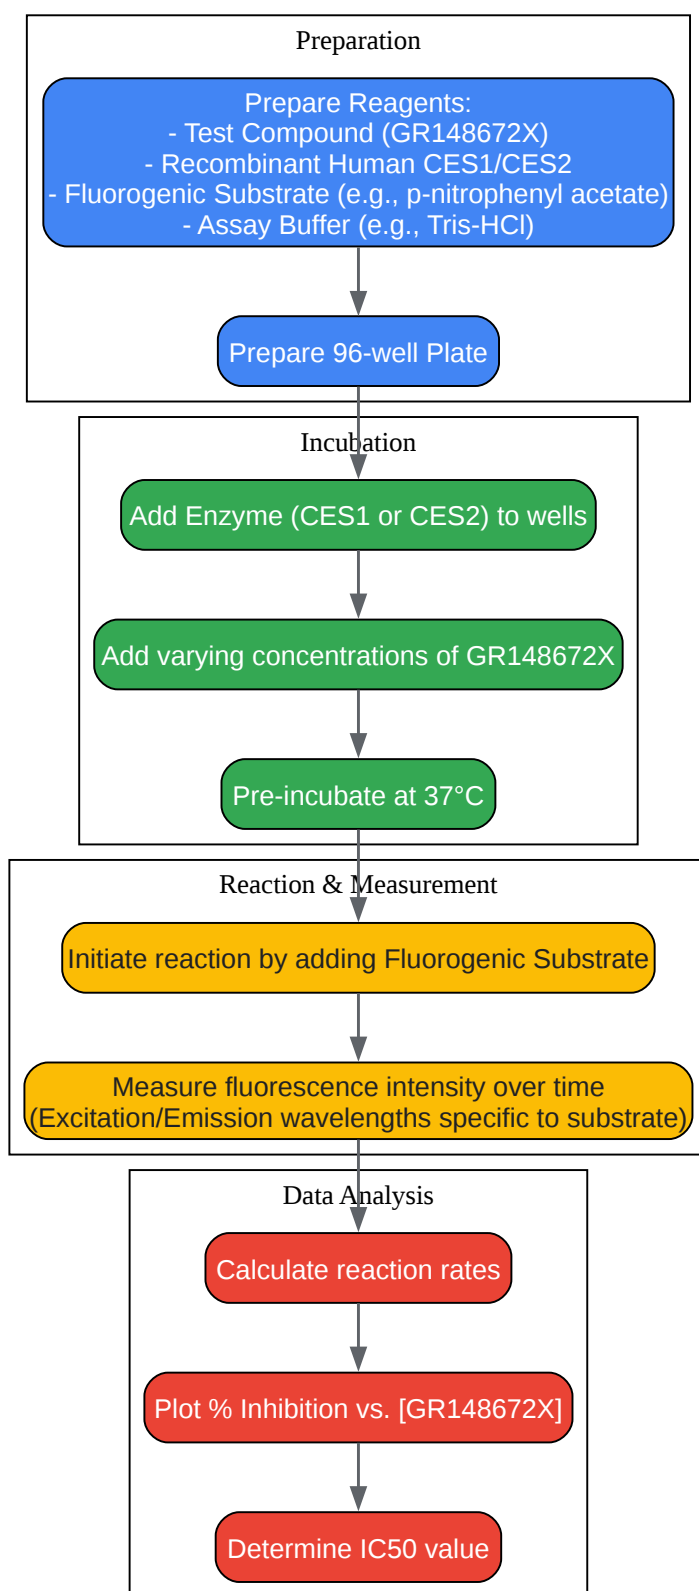 Preparation
Prepare Reagents:
- Test Compound (GR148672X)
- Recombinant Human CES1/CES2
- Fluorogenic Substrate (e.g., p-nitrophenyl acetate)
- Assay Buffer (e.g., Tris-HCl)
Prepare 96-well Plate
Incubation
Add Enzyme (CES1 or CES2) to wells
Add varying concentrations of GR148672X
Pre-incubate at 37°C
Reaction & Measurement
Initiate reaction by adding Fluorogenic Substrate
Measure fluorescence intensity over time
(Excitation/Emission wavelengths specific to substrate)
Data Analysis
Calculate reaction rates
Plot % Inhibition vs. [GR148672X]
Determine IC50 value